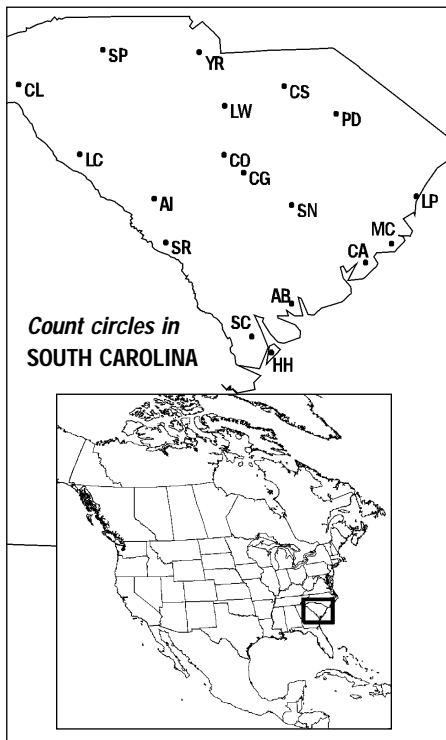 SP
YR
CL
CS
LW
PD
LC
CO
CG
AI
SN
LP
MC
SR
CA
AB
SC
HH
Count circles in
SOUTH CAROLINA